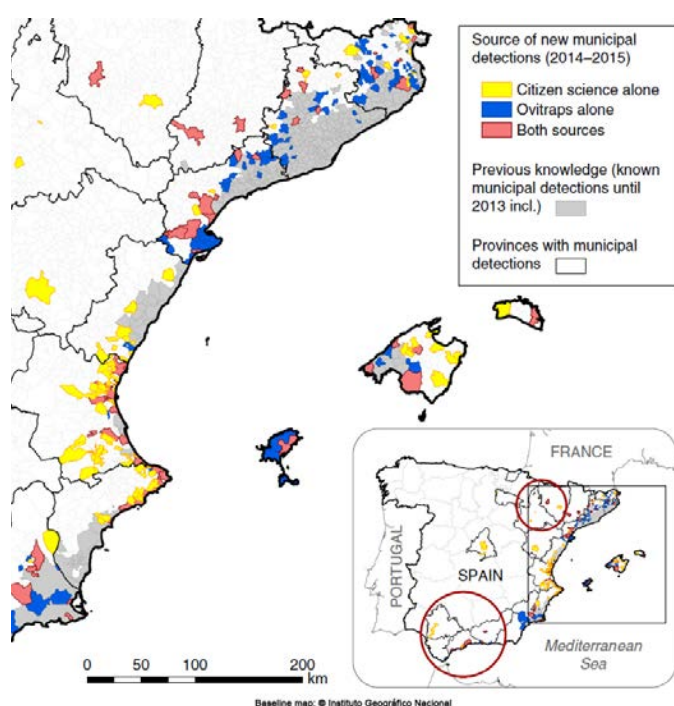 Source of new municipal
detections (2014–2015)
Citizen science alone
Ovitraps alone
Both sources
Previous knowledge (known
municipal detections until
2013 incl.)
Provinces with municipal
detections
FRANCE
PORTUGAL
SPAIN
Mediterranean
Sea
0 50 100 200
km
Baseline map: © Instituto Geográfico Nacional